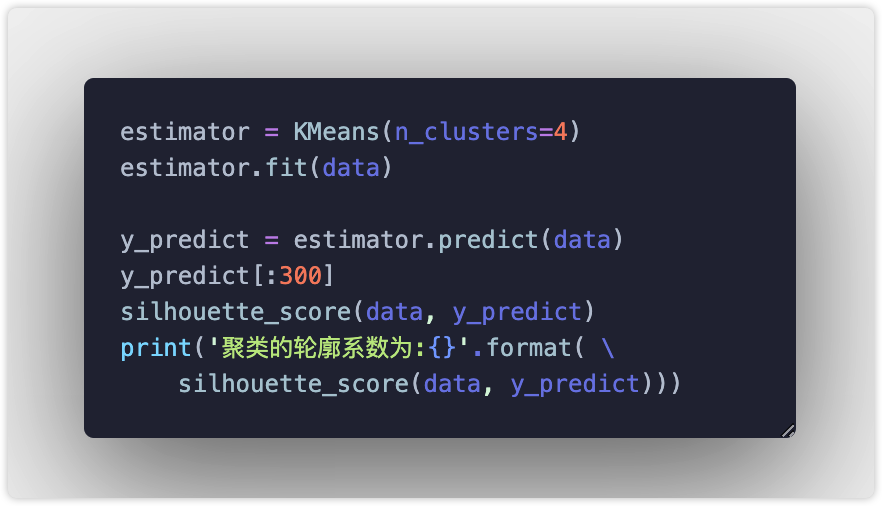 estimator = KMeans(n_clusters=4)
estimator.fit(data)
y_predict = estimator.predict(data)
y_predict[:300]
silhouette_score(data, y_predict)
print('聚类的轮廓系数为:{}'.format( \
    silhouette_score(data, y_predict)))